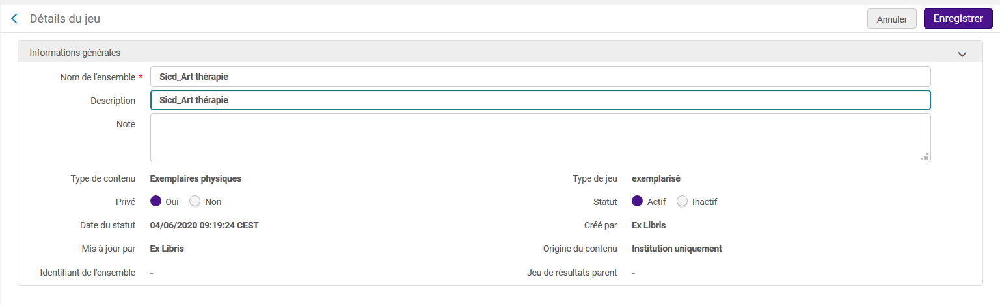 Détails du jeu
Annuler Enregistrer
Informations générales
Nom de l'ensemble * Sicd_Art thérapie
Description Sicd_Art thérapie
Note
Type de contenu Exemplaires physiques Type de jeu exemplarisé
Privé Oui Non Statut Actif Inactif
Date du statut 04/06/2020 09:19:24 CEST Créé par Ex Libris
Mis à jour par Ex Libris Origine du contenu Institution uniquement
Identifiant de l'ensemble - Jeu de résultats parent -